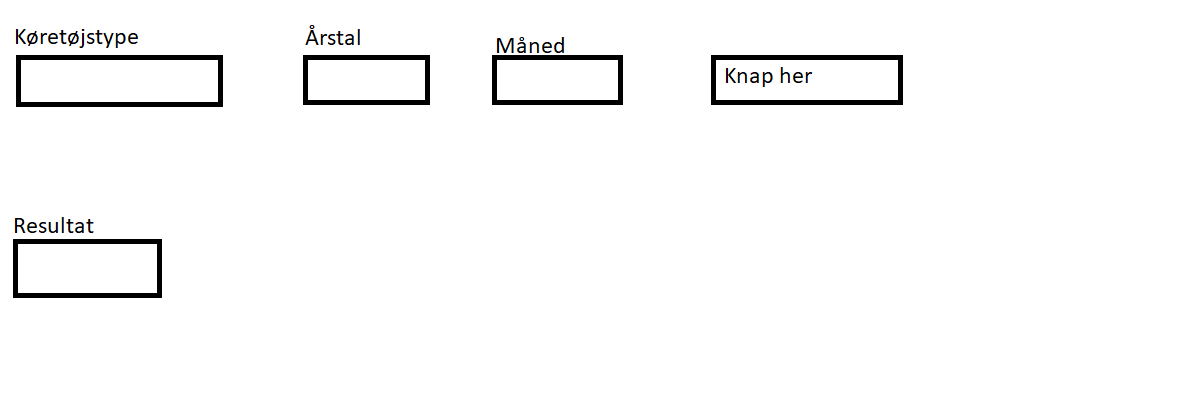 Køretøjstype
Årstal
Måned
Knap her
Resultat